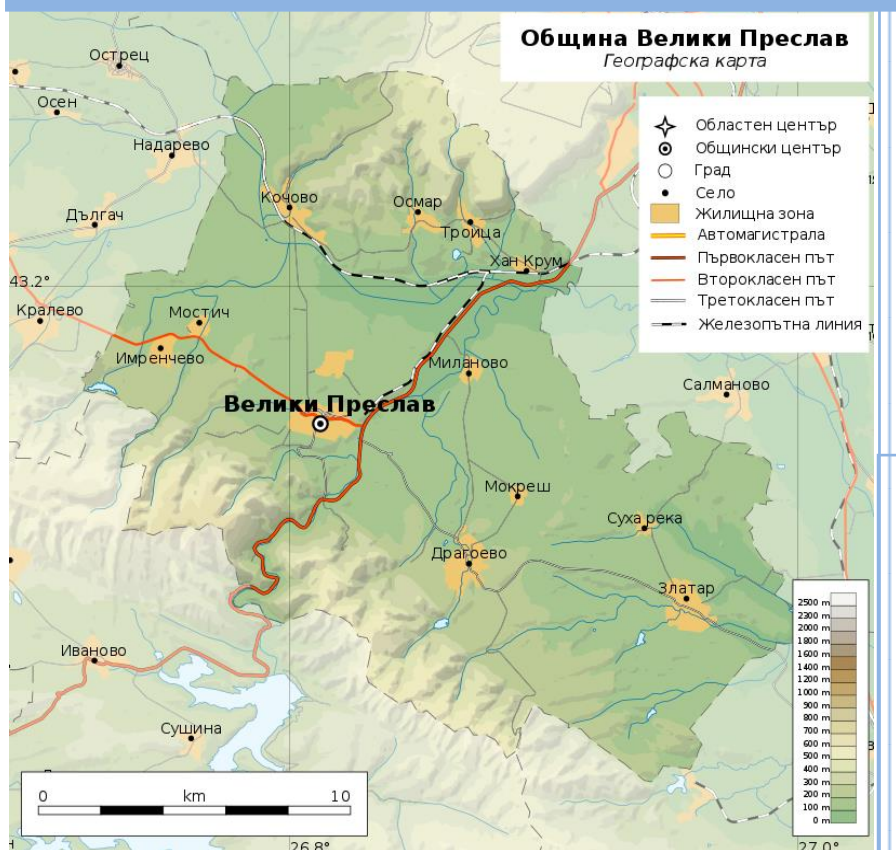 Община Велики Преслав
Географска карта
Областен център
Общински център
Град
Село
Жилищна зона
Автомагистрала
Първокласен път
Второкласен път
Третокласен път
Железопътна линия
Острец
Осен
Надарево
Дългач
Кочово
Осмар
Троица
Хан Крум
43.2°
Кралево
Мостич
Имренчево
Миланово
Салманово
Велики Преслав
Мокреш
Суха река
Драгоево
Златар
Иваново
Сушина
2500 m
2300 m
2000 m
1800 m
1600 m
1400 m
1200 m
1000 m
900 m
800 m
700 m
600 m
500 m
400 m
300 m
200 m
100 m
0 m
0 km 10
26.8°
27.0°